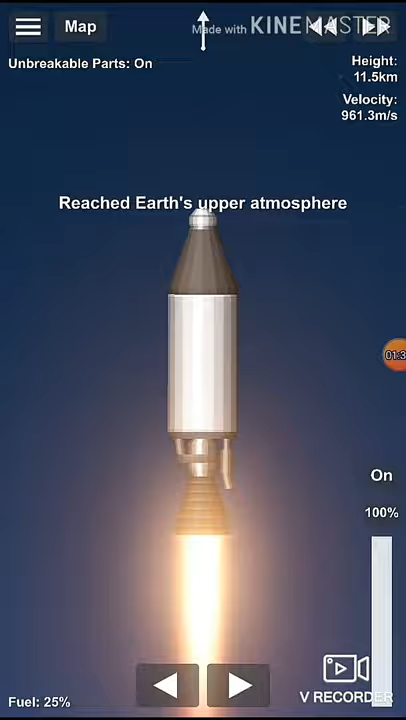 Map
Made with KINEMASTER
Unbreakable Parts: On
Height:
11.5km
Velocity:
961.3m/s
Reached Earth's upper atmosphere
On
100%
V RECORDER
Fuel: 25%